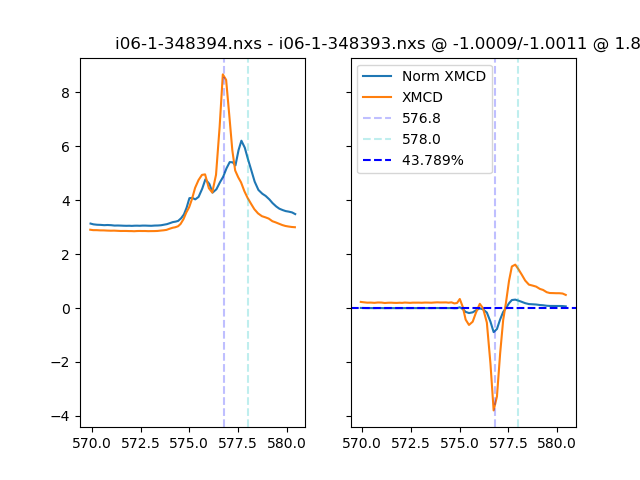 i06-1-348394.nxs - i06-1-348393.nxs @ -1.0009/-1.0011 @ 1.8
8
6
4
2
0
−2
−4
570.0 572.5 575.0 577.5 580.0
Norm XMCD
XMCD
576.8
578.0
43.789%
570.0 572.5 575.0 577.5 580.0